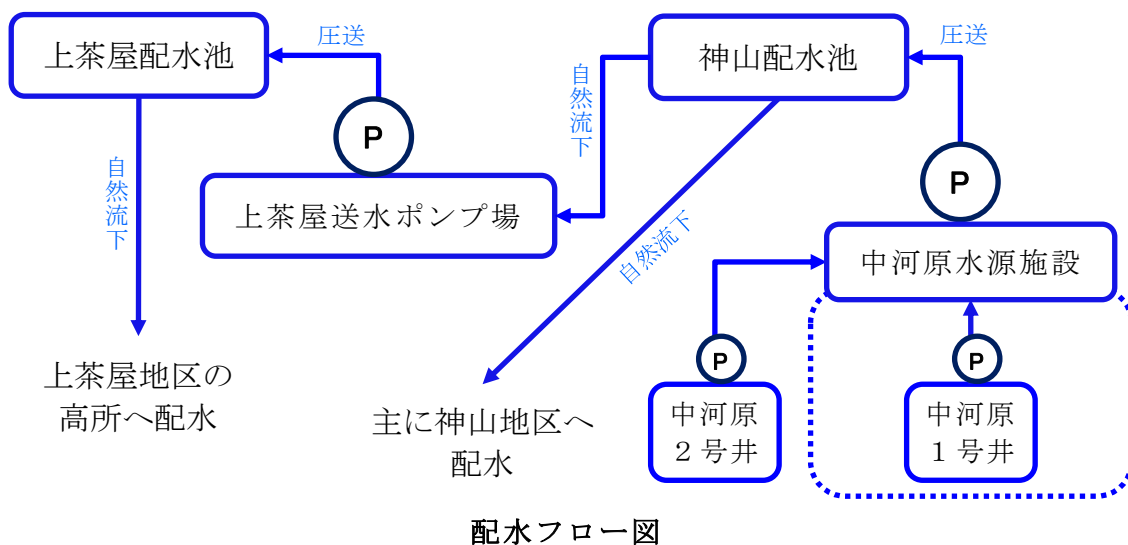 上茶屋配水池
圧送
P
自然流下
上茶屋送水ポンプ場
上茶屋地区の
高所へ配水
神山配水池
圧送
P
自然流下
自然流下
主に神山地区へ
配水
中河原水源施設
P
中河原
２号井
P
中河原
１号井
配水フロー図